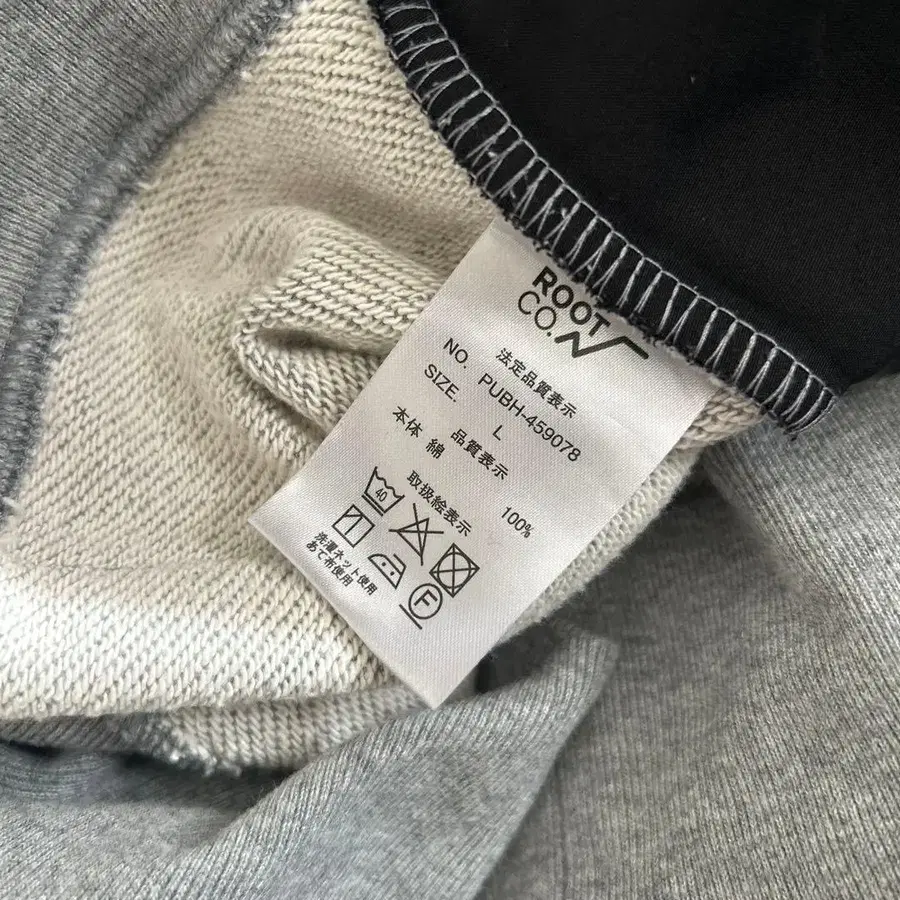 ROOT
CO.
法定品質表示
NO. PUBH-459078
SIZE. L
品質表示
本体 綿 100%
取扱絵表示
40
F
洗濯ネット使用
あて布使用